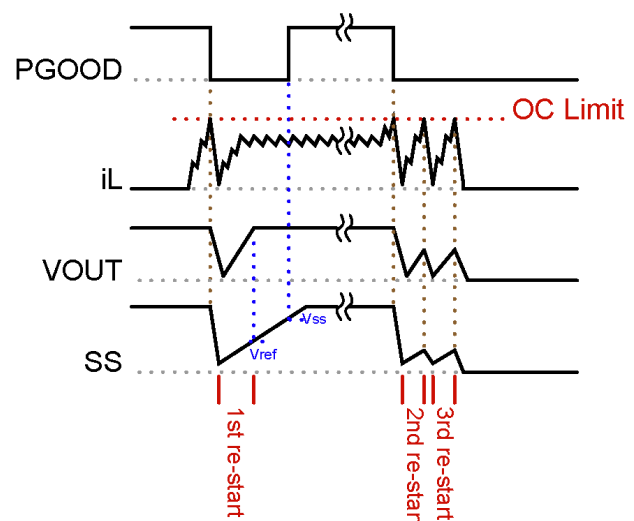 PGOOD
OC Limit
iL
VOUT
Vss
Vref
SS
1st re-start
2nd re-start
3rd re-start